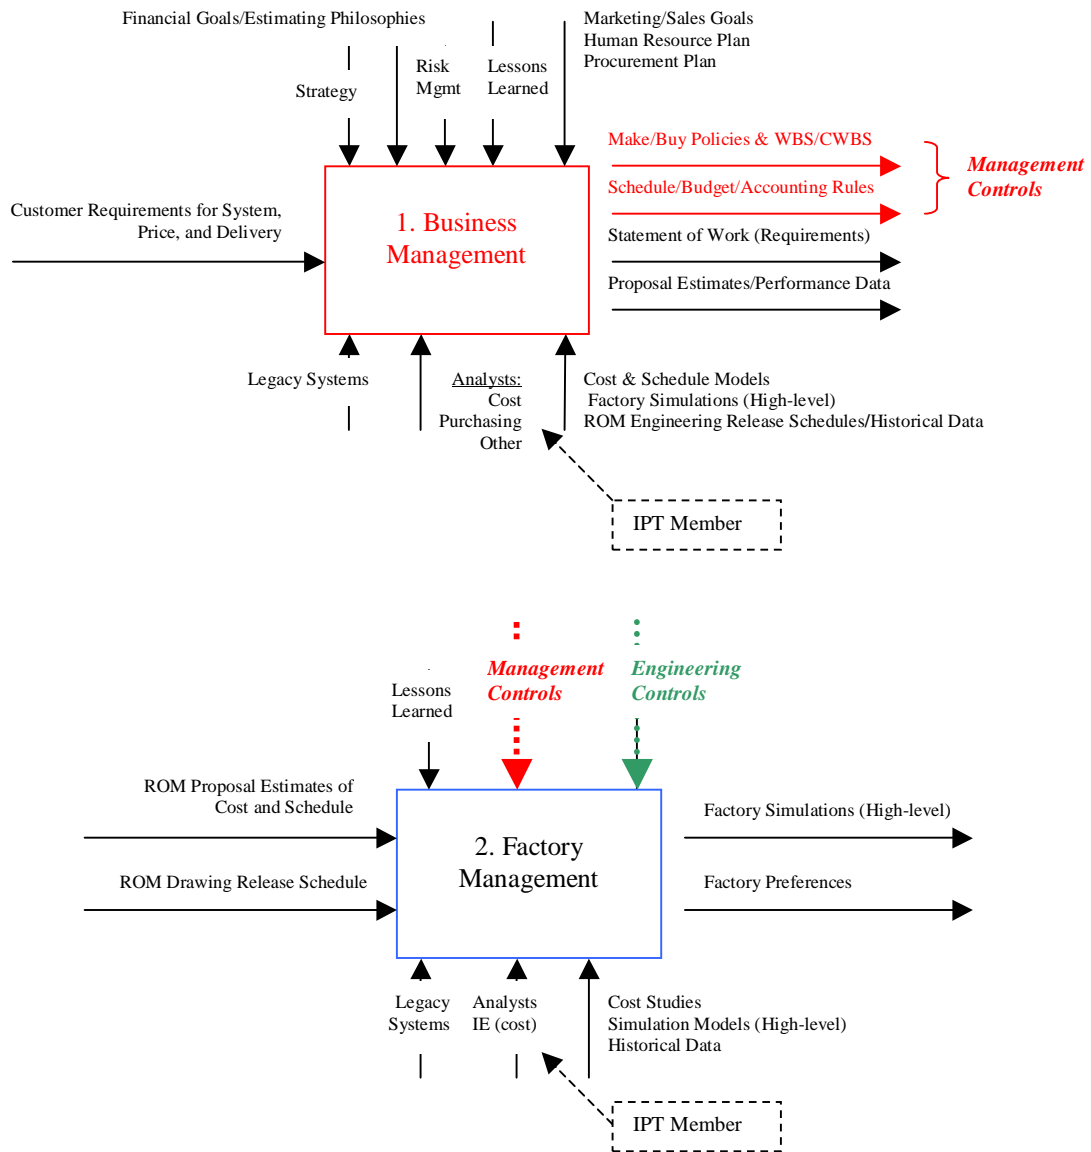 Financial Goals/Estimating Philosophies
Marketing/Sales Goals
Human Resource Plan
Procurement Plan
Strategy
Risk
Mgmt
Lessons
Learned
Make/Buy Policies & WBS/CWBS
Schedule/Budget/Accounting Rules
Management
Controls
Customer Requirements for System,
Price, and Delivery
1. Business
Management
Statement of Work (Requirements)
Proposal Estimates/Performance Data
Legacy Systems
Analysts:
Cost
Purchasing
Other
Cost & Schedule Models
Factory Simulations (High-level)
ROM Engineering Release Schedules/Historical Data
IPT Member
Lessons
Learned
Management
Controls
Engineering
Controls
ROM Proposal Estimates of
Cost and Schedule
ROM Drawing Release Schedule
2. Factory
Management
Factory Simulations (High-level)
Factory Preferences
Legacy
Systems
Analysts
IE (cost)
Cost Studies
Simulation Models (High-level)
Historical Data
IPT Member